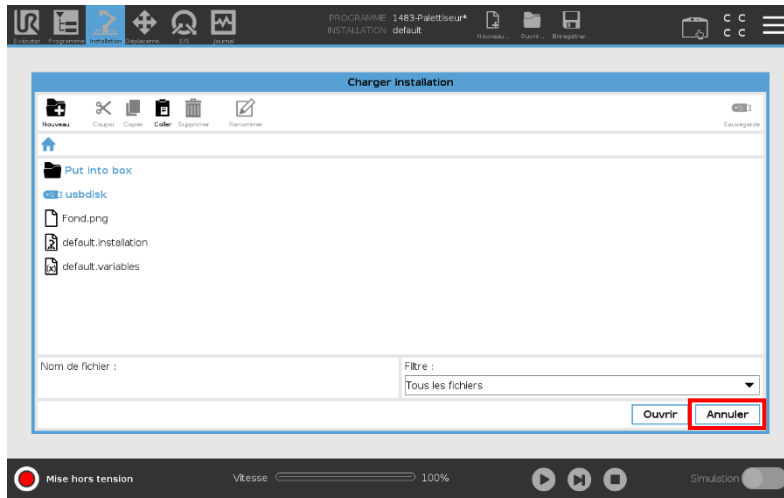 UR
PROGRAMME 1483-Palettiseur*
INSTALLATION default
Exécuter Programme Installation Déplaceme... E/S Journal
Nouveau... Ouvrir... Enregistrer...
C C
C C
Charger installation
Nouveau Couper Copier Coller Supprimer Renommer Sauvegarde
Put into box
usbdisk
Fond.png
default.installation
default.variables
Nom de fichier :
Filtre :
Tous les fichiers
Ouvrir Annuler
Mise hors tension Vitesse 100% Simulation